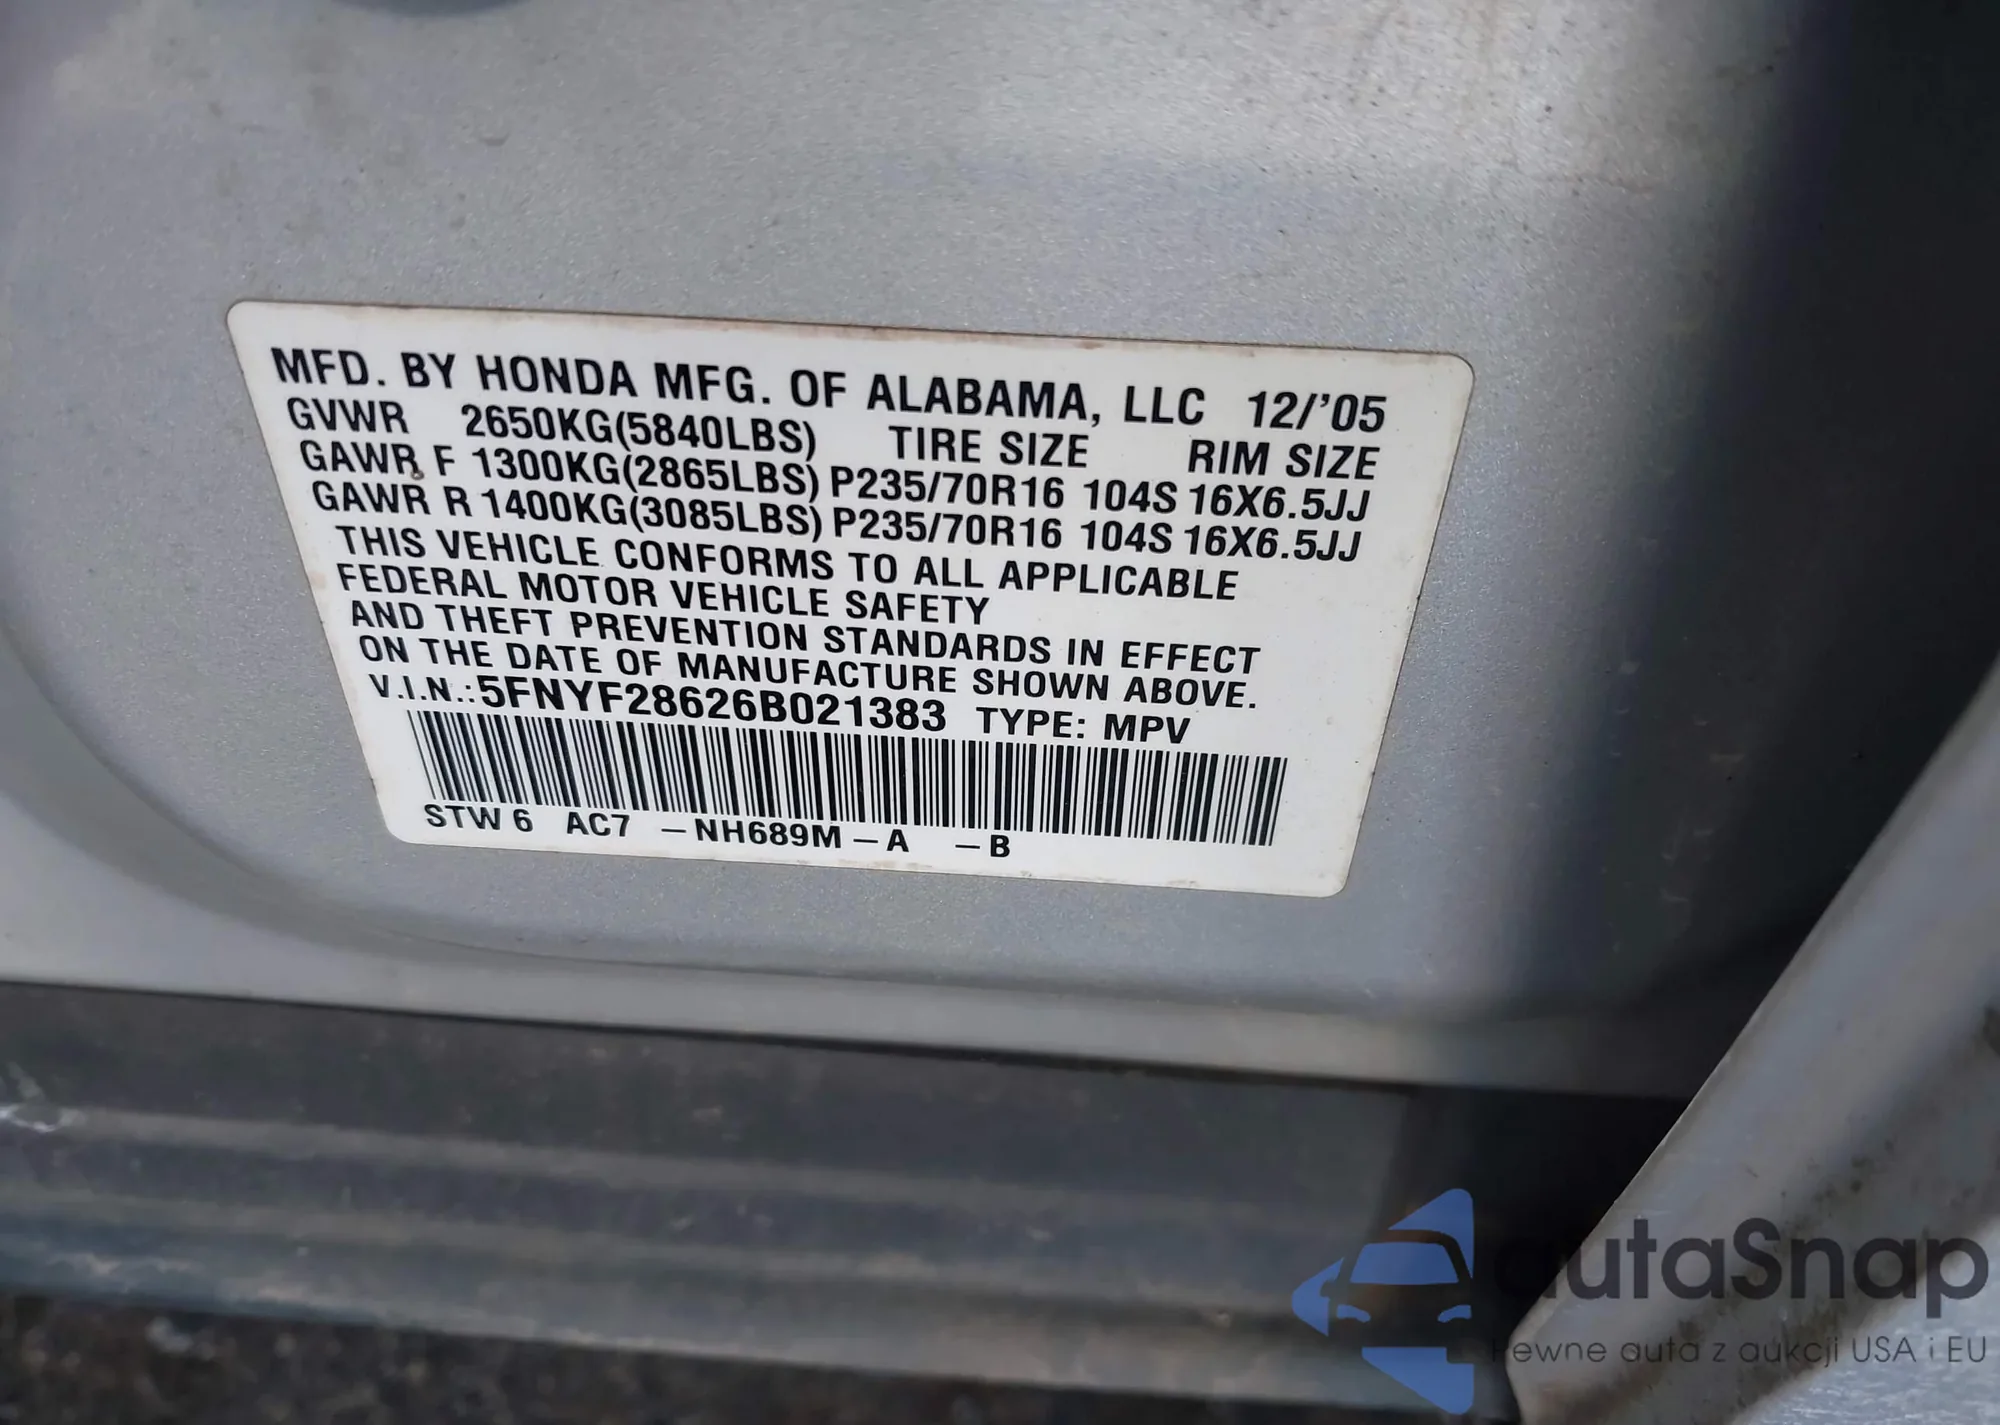 MFD. BY HONDA MFG. OF ALABAMA, LLC 12/'05
GVWR 2650KG(5840LBS) TIRE SIZE RIM SIZE
GAWR F 1300KG(2865LBS) P235/70R16 104S 16X6.5JJ
GAWR R 1400KG(3085LBS) P235/70R16 104S 16X6.5JJ
THIS VEHICLE CONFORMS TO ALL APPLICABLE
FEDERAL MOTOR VEHICLE SAFETY
AND THEFT PREVENTION STANDARDS IN EFFECT
ON THE DATE OF MANUFACTURE SHOWN ABOVE.
V.I.N.: 5FNYF28626B021383 TYPE: MPV
STW 6 AC7 -NH689M-A -B
autaSnap
Pewne auta z aukcji USA i EU